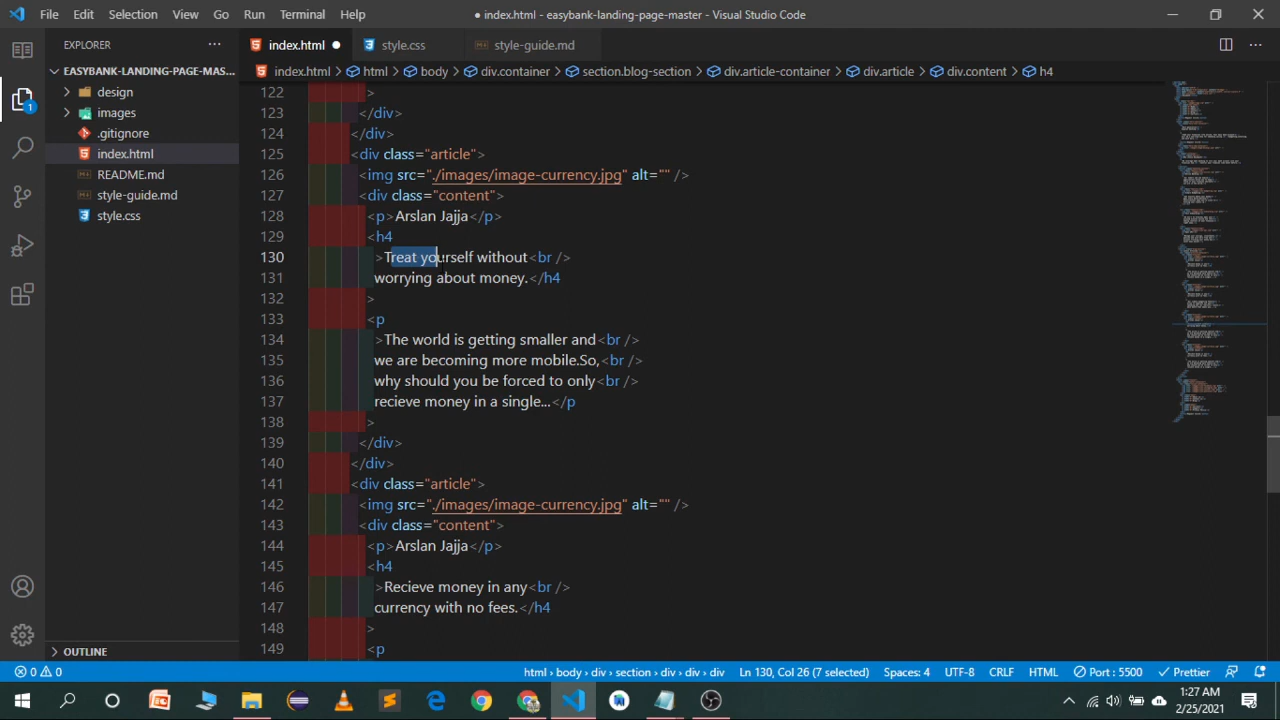 File Edit Selection View Go Run Terminal Help
● index.html - easybank-landing-page-master - Visual Studio Code
EXPLORER
index.html ● style.css style-guide.md
EASYBANK-LANDING-PAGE-MAS...
index.html > html > body > div.container > section.blog-section > div.article-container > div.article > div.content > h4
design
images
.gitignore
index.html
README.md
style-guide.md
style.css
122 >
123 </div>
124 </div>
125 <div class="article">
126 <img src="./images/image-currency.jpg" alt="" />
127 <div class="content">
128 <p>Arslan Jajja</p>
129 <h4
130 >Treat yourself without<br />
131 worrying about money.</h4
132 >
133 <p
134 >The world is getting smaller and<br />
135 we are becoming more mobile.So,<br />
136 why should you be forced to only<br />
137 recieve money in a single...</p
138 >
139 </div>
140 </div>
141 <div class="article">
142 <img src="./images/image-currency.jpg" alt="" />
143 <div class="content">
144 <p>Arslan Jajja</p>
145 <h4
146 >Recieve money in any<br />
147 currency with no fees.</h4
148 >
149 <p
OUTLINE
0 0 html > body > div > section > div > div > div Ln 130, Col 26 (7 selected) Spaces: 4 UTF-8 CRLF HTML Port : 5500 Prettier
1:27 AM
2/25/2021